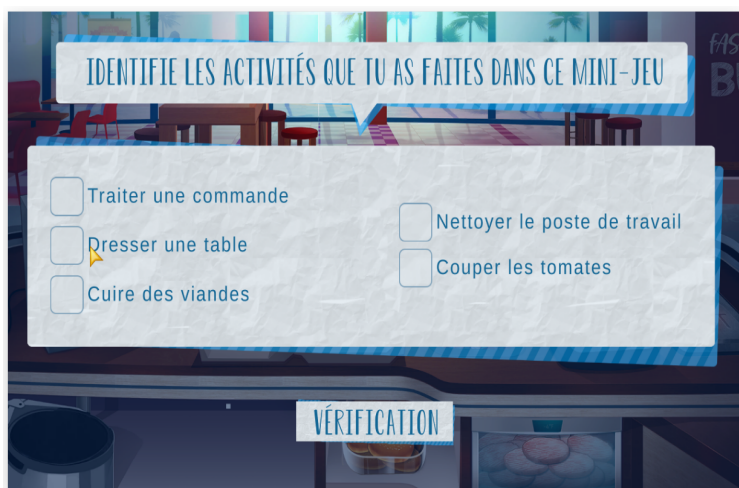 IDENTIFIE LES ACTIVITÉS QUE TU AS FAITES DANS CE MINI-JEU
Traiter une commande
Dresser une table
Cuire des viandes
Nettoyer le poste de travail
Couper les tomates
VÉRIFICATION